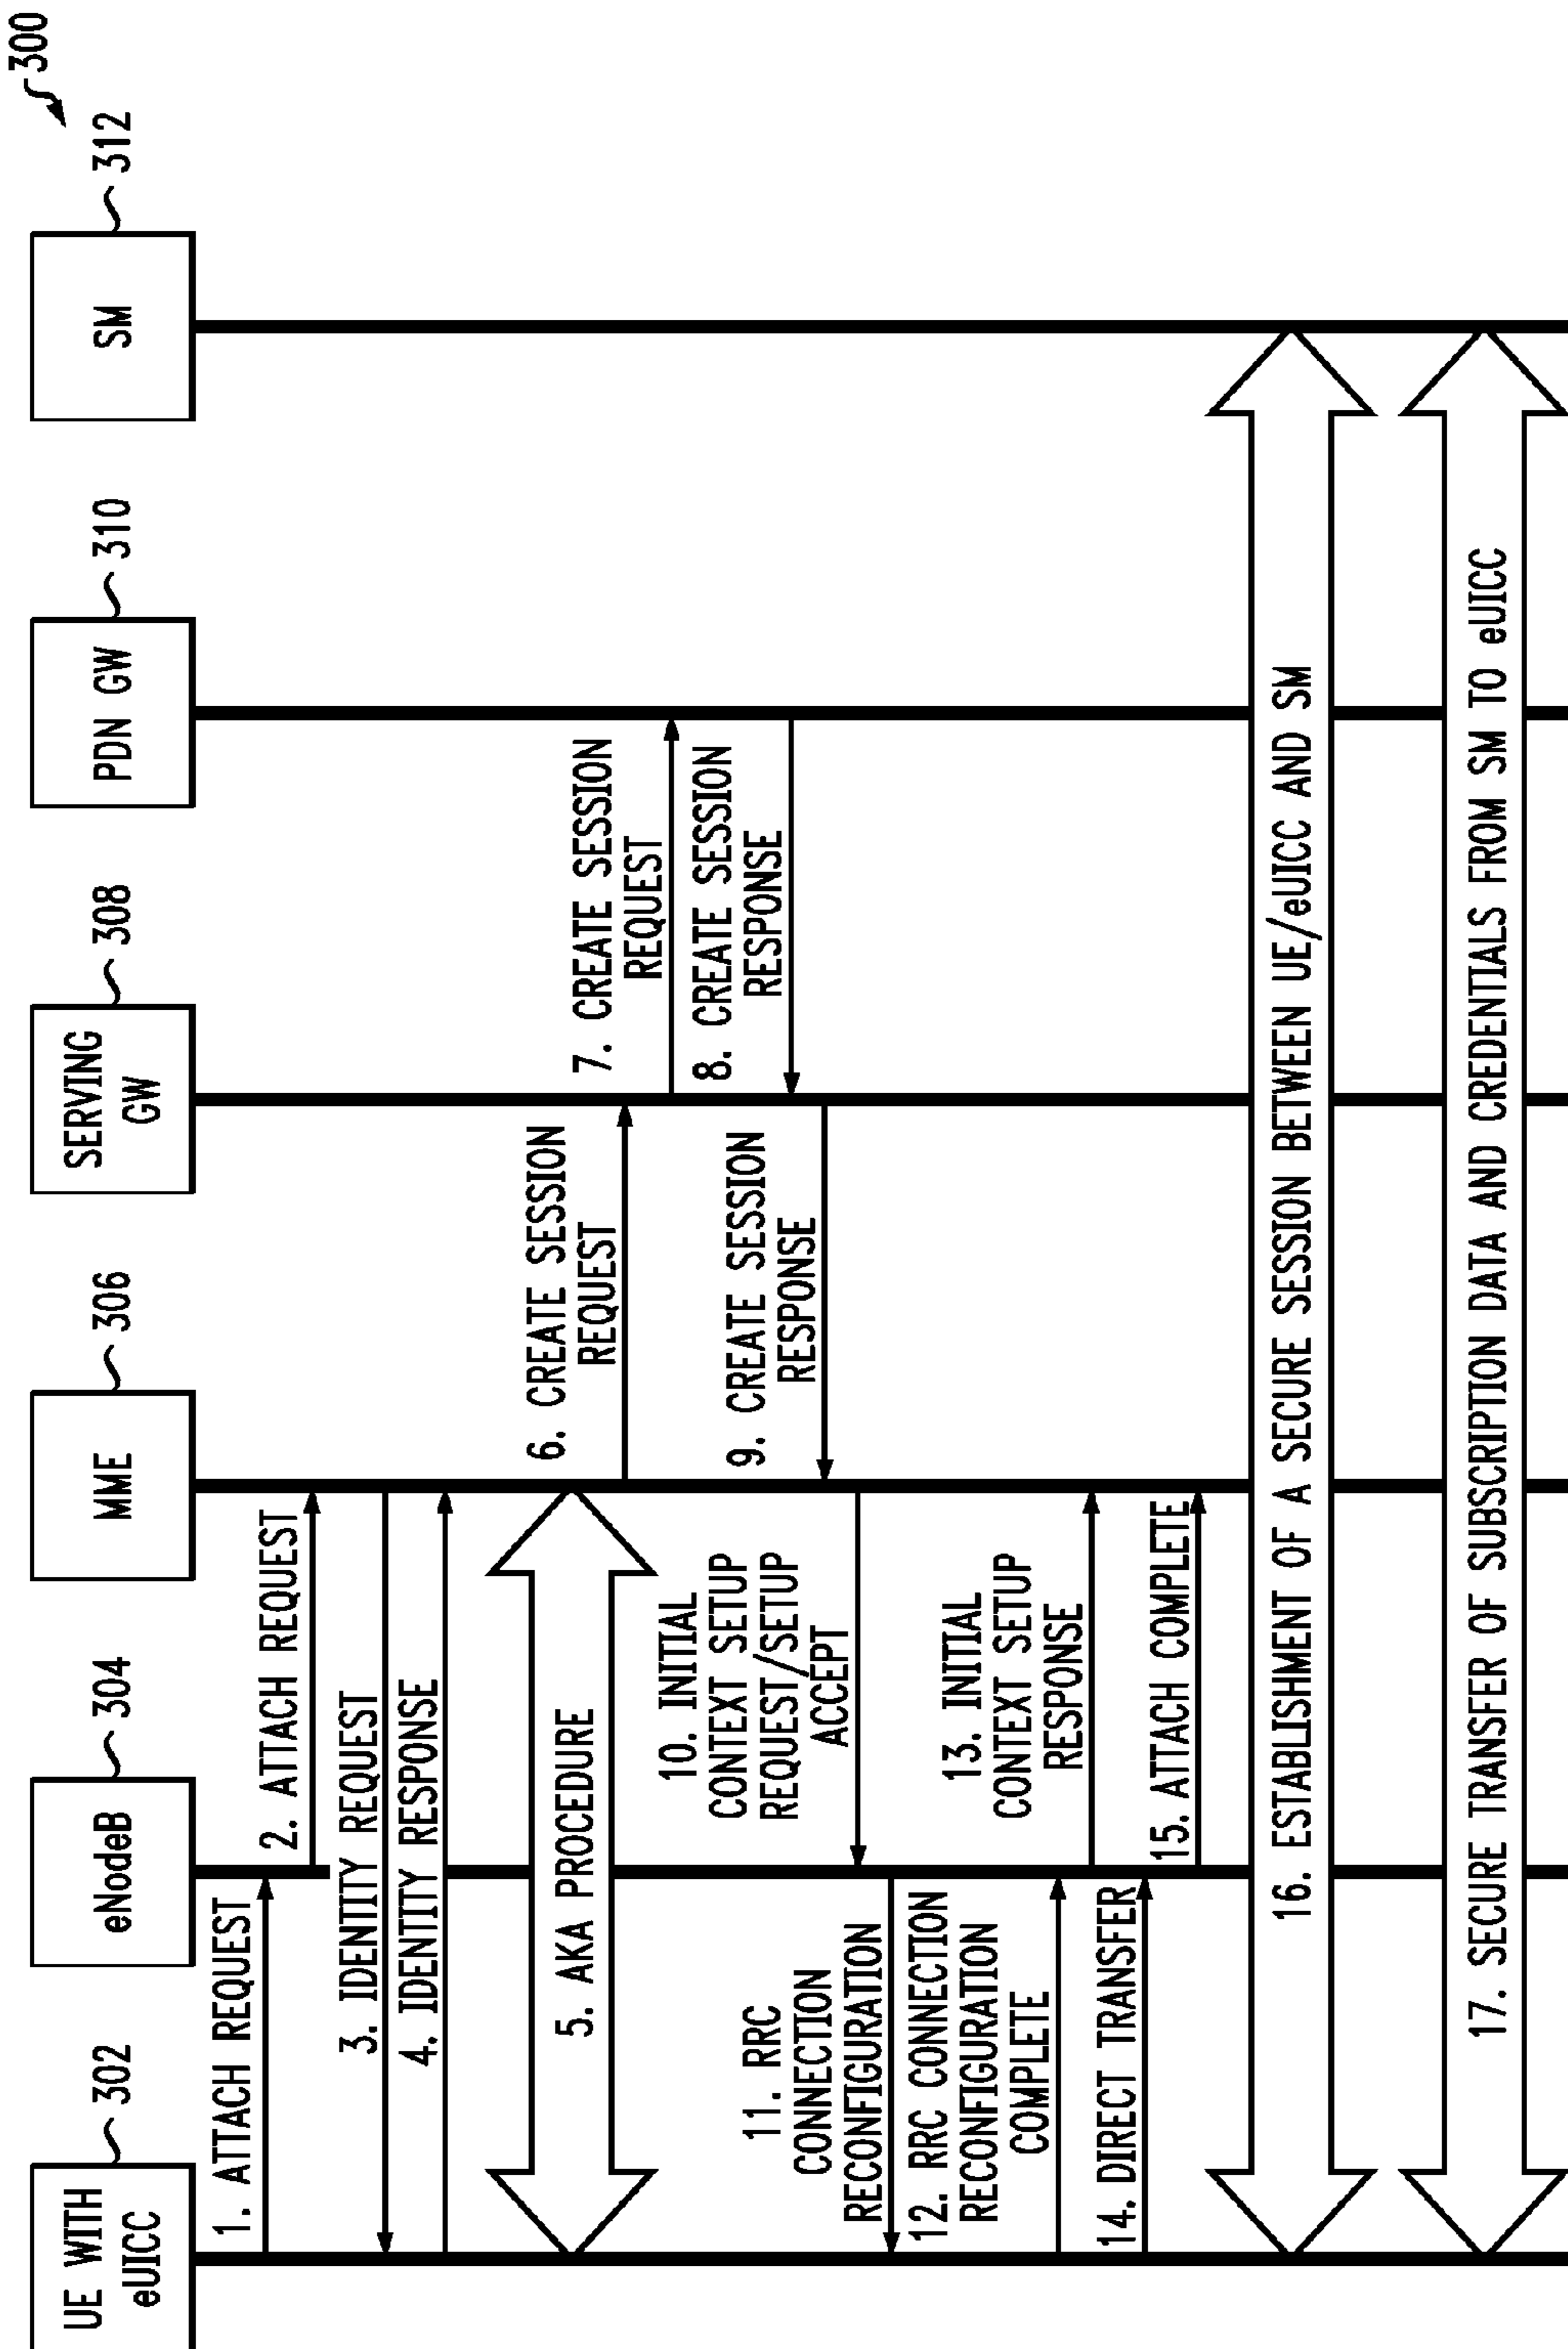 300
UE WITH
eUICC
302
eNodeB
304
MME
306
SERVING
GW
308
PDN GW
310
SM
312
1. ATTACH REQUEST
2. ATTACH REQUEST
3. IDENTITY REQUEST
4. IDENTITY RESPONSE
5. AKA PROCEDURE
6. CREATE SESSION
REQUEST
7. CREATE SESSION
REQUEST
8. CREATE SESSION
RESPONSE
9. CREATE SESSION
RESPONSE
10. INITIAL
CONTEXT SETUP
REQUEST/SETUP
ACCEPT
11. RRC
CONNECTION
RECONFIGURATION
12. RRC CONNECTION
RECONFIGURATION
COMPLETE
13. INITIAL
CONTEXT SETUP
RESPONSE
14. DIRECT TRANSFER
15. ATTACH COMPLETE
16. ESTABLISHMENT OF A SECURE SESSION BETWEEN UE/eUICC AND SM
17. SECURE TRANSFER OF SUBSCRIPTION DATA AND CREDENTIALS FROM SM TO eUICC